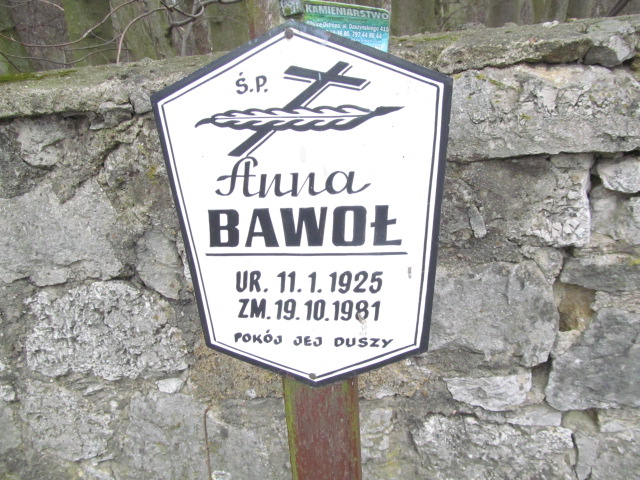 KAMIENIARSTWO
Ś.P.
Anna
BAWOŁ
UR. 11.1.1925
ZM. 19.10.1981
POKÓJ JEJ DUSZY